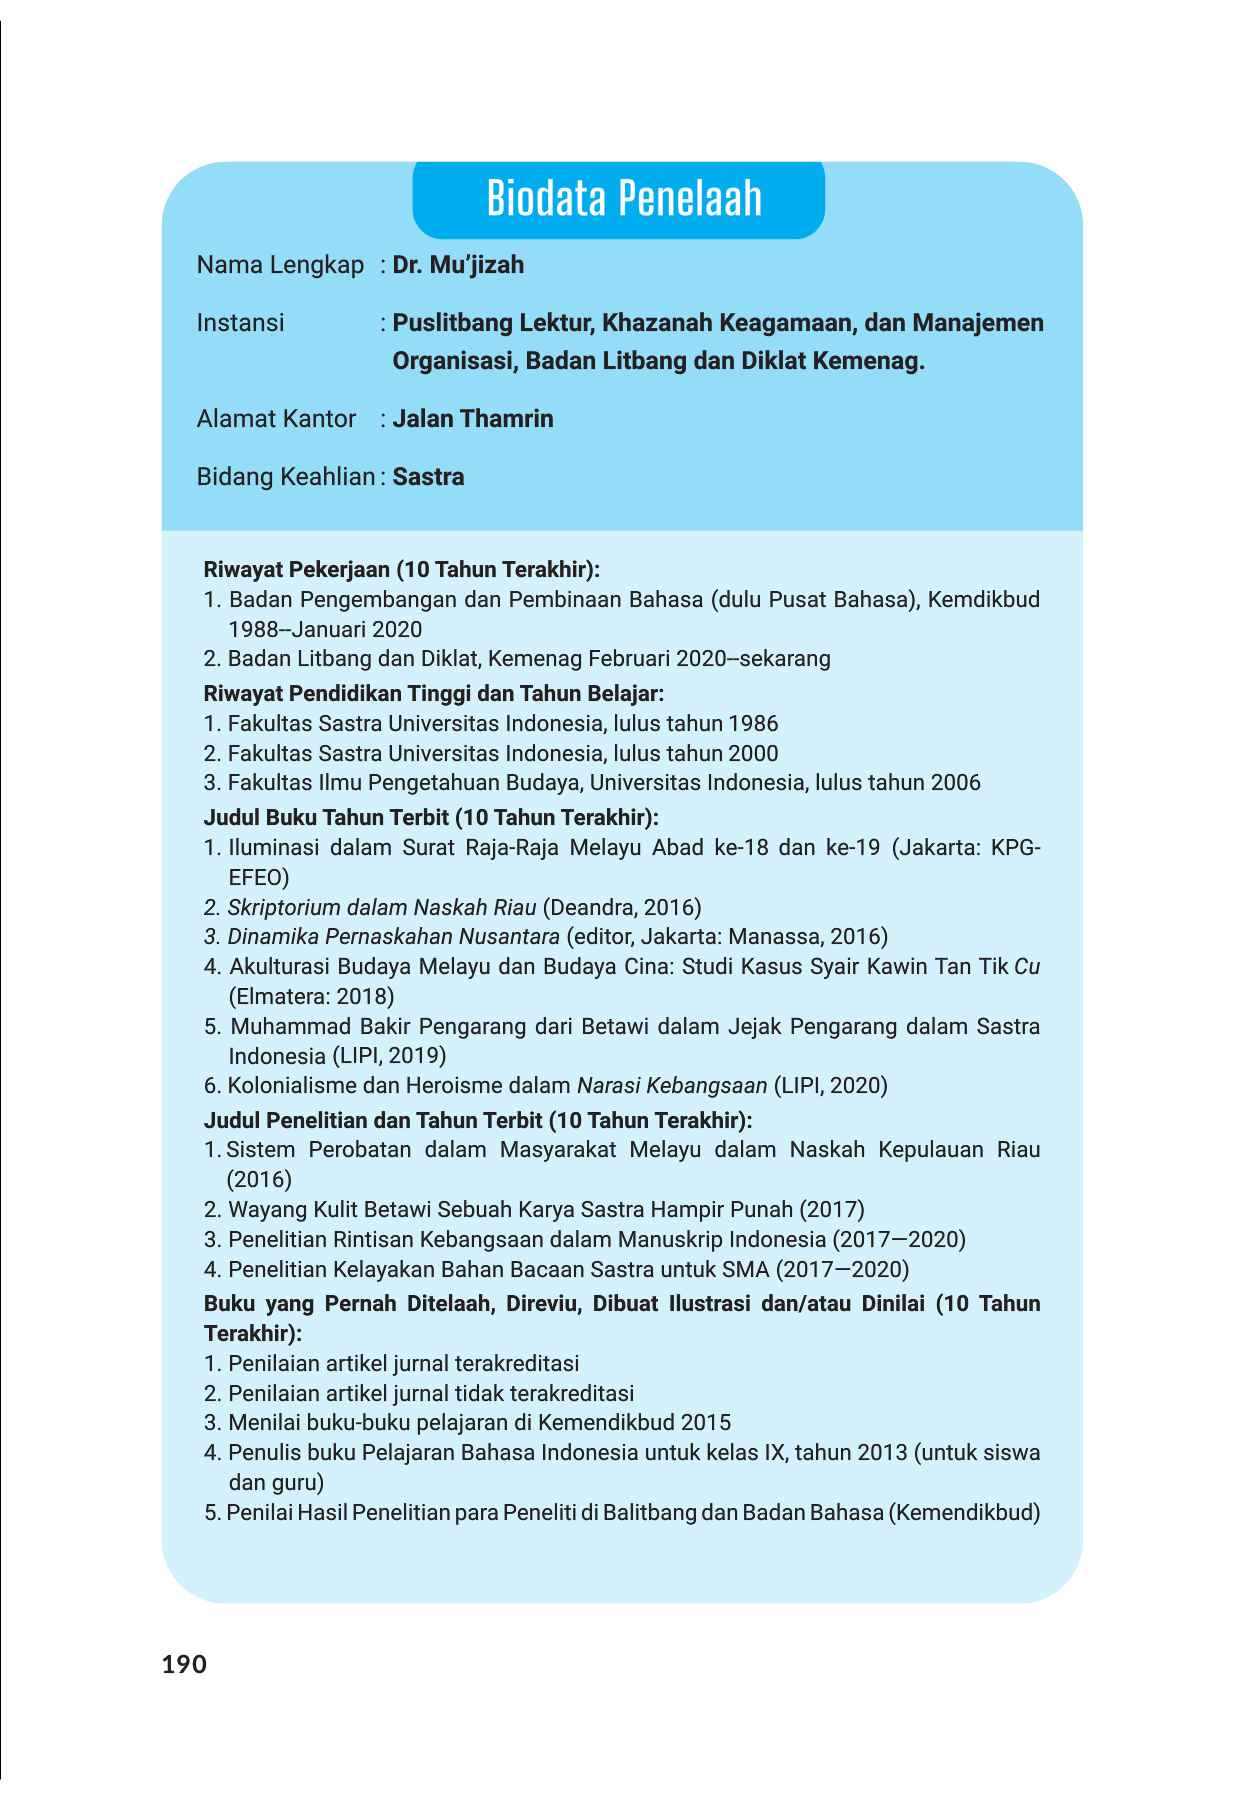 Biodata Penelaah
Nama Lengkap : Dr. Mu’jizah
Instansi : Puslitbang Lektur, Khazanah Keagamaan, dan Manajemen
Organisasi, Badan Litbang dan Diklat Kemenag.
Alamat Kantor : Jalan Thamrin
Bidang Keahlian : Sastra
Riwayat Pekerjaan (10 Tahun Terakhir):
1. Badan Pengembangan dan Pembinaan Bahasa (dulu Pusat Bahasa), Kemdikbud
1988--Januari 2020
2. Badan Litbang dan Diklat, Kemenag Februari 2020--sekarang
Riwayat Pendidikan Tinggi dan Tahun Belajar:
1. Fakultas Sastra Universitas Indonesia, lulus tahun 1986
2. Fakultas Sastra Universitas Indonesia, lulus tahun 2000
3. Fakultas Ilmu Pengetahuan Budaya, Universitas Indonesia, lulus tahun 2006
Judul Buku Tahun Terbit (10 Tahun Terakhir):
1. Iluminasi dalam Surat Raja-Raja Melayu Abad ke-18 dan ke-19 (Jakarta: KPG-
EFEO)
2. Skriptorium dalam Naskah Riau (Deandra, 2016)
3. Dinamika Pernaskahan Nusantara (editor, Jakarta: Manassa, 2016)
4. Akulturasi Budaya Melayu dan Budaya Cina: Studi Kasus Syair Kawin Tan Tik Cu
(Elmatera: 2018)
5. Muhammad Bakir Pengarang dari Betawi dalam Jejak Pengarang dalam Sastra
Indonesia (LIPI, 2019)
6. Kolonialisme dan Heroisme dalam Narasi Kebangsaan (LIPI, 2020)
Judul Penelitian dan Tahun Terbit (10 Tahun Terakhir):
1. Sistem Perobatan dalam Masyarakat Melayu dalam Naskah Kepulauan Riau
(2016)
2. Wayang Kulit Betawi Sebuah Karya Sastra Hampir Punah (2017)
3. Penelitian Rintisan Kebangsaan dalam Manuskrip Indonesia (2017—2020)
4. Penelitian Kelayakan Bahan Bacaan Sastra untuk SMA (2017—2020)
Buku yang Pernah Ditelaah, Direviu, Dibuat Ilustrasi dan/atau Dinilai (10 Tahun
Terakhir):
1. Penilaian artikel jurnal terakreditasi
2. Penilaian artikel jurnal tidak terakreditasi
3. Menilai buku-buku pelajaran di Kemendikbud 2015
4. Penulis buku Pelajaran Bahasa Indonesia untuk kelas IX, tahun 2013 (untuk siswa
dan guru)
5. Penilai Hasil Penelitian para Peneliti di Balitbang dan Badan Bahasa (Kemendikbud)
190